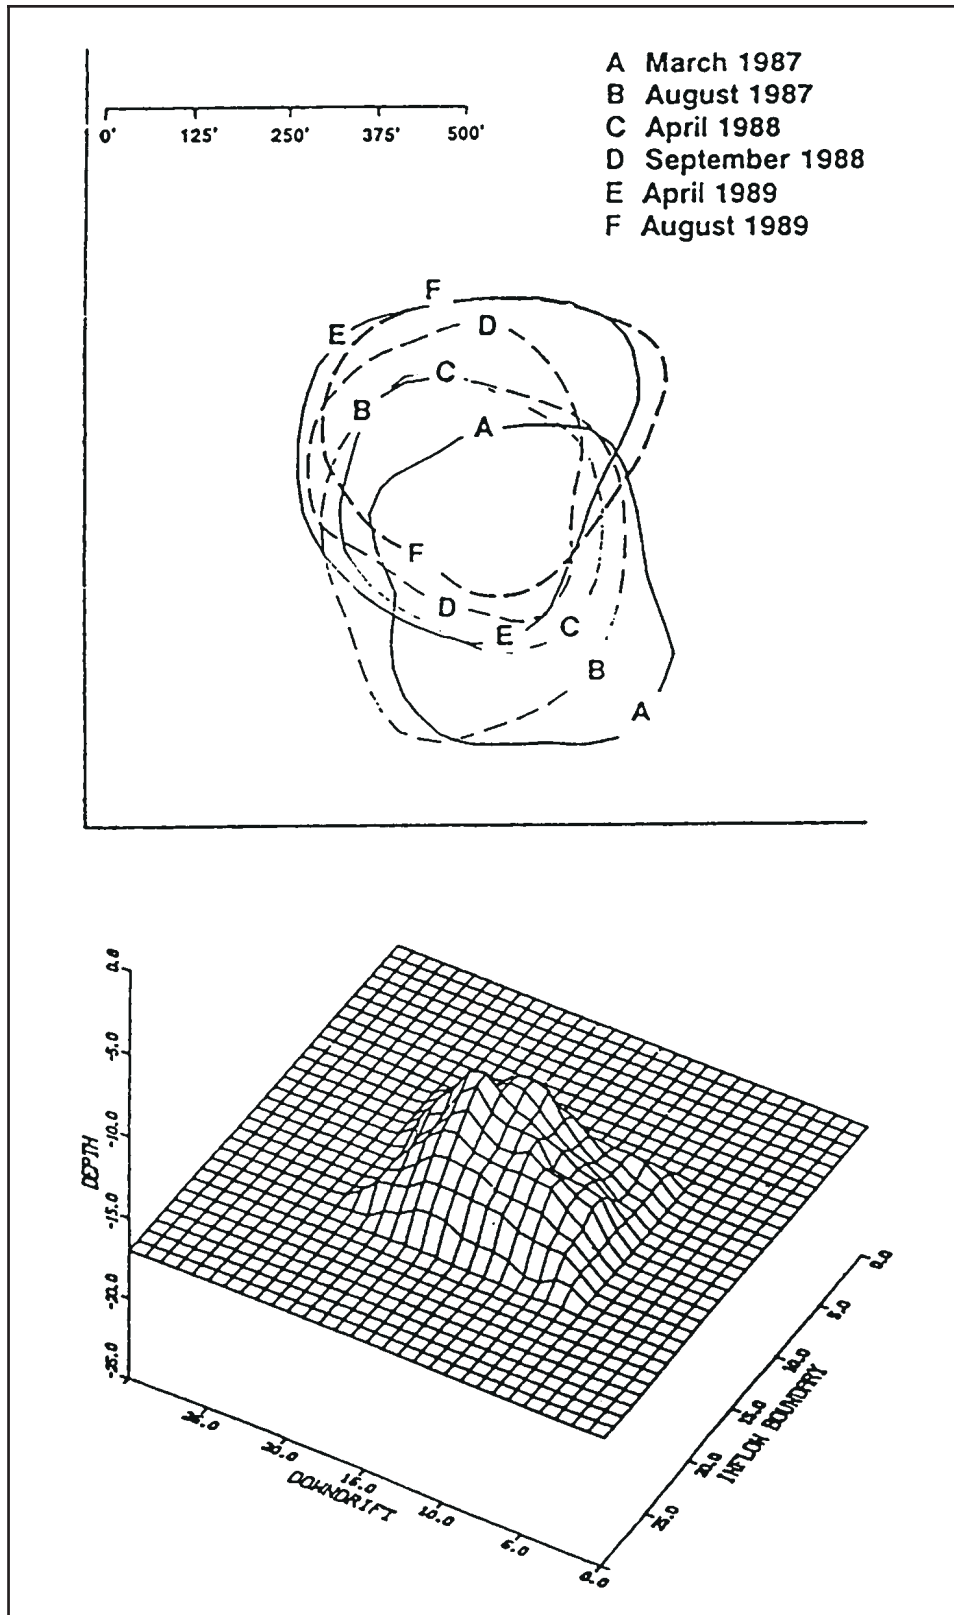 A March 1987
B August 1987
C April 1988
D September 1988
E April 1989
F August 1989
0' 125' 250' 375' 500'
F
E
D
C
B
A
F
D
E
C
B
A
0.0
-5.0
-10.0
-15.0
-20.0
-25.0
DEPTH
0.0
5.0
10.0
15.0
20.0
25.0
INFLOW BOUNDARY
20.0
15.0
10.0
5.0
0.0
DOWNDRIFT